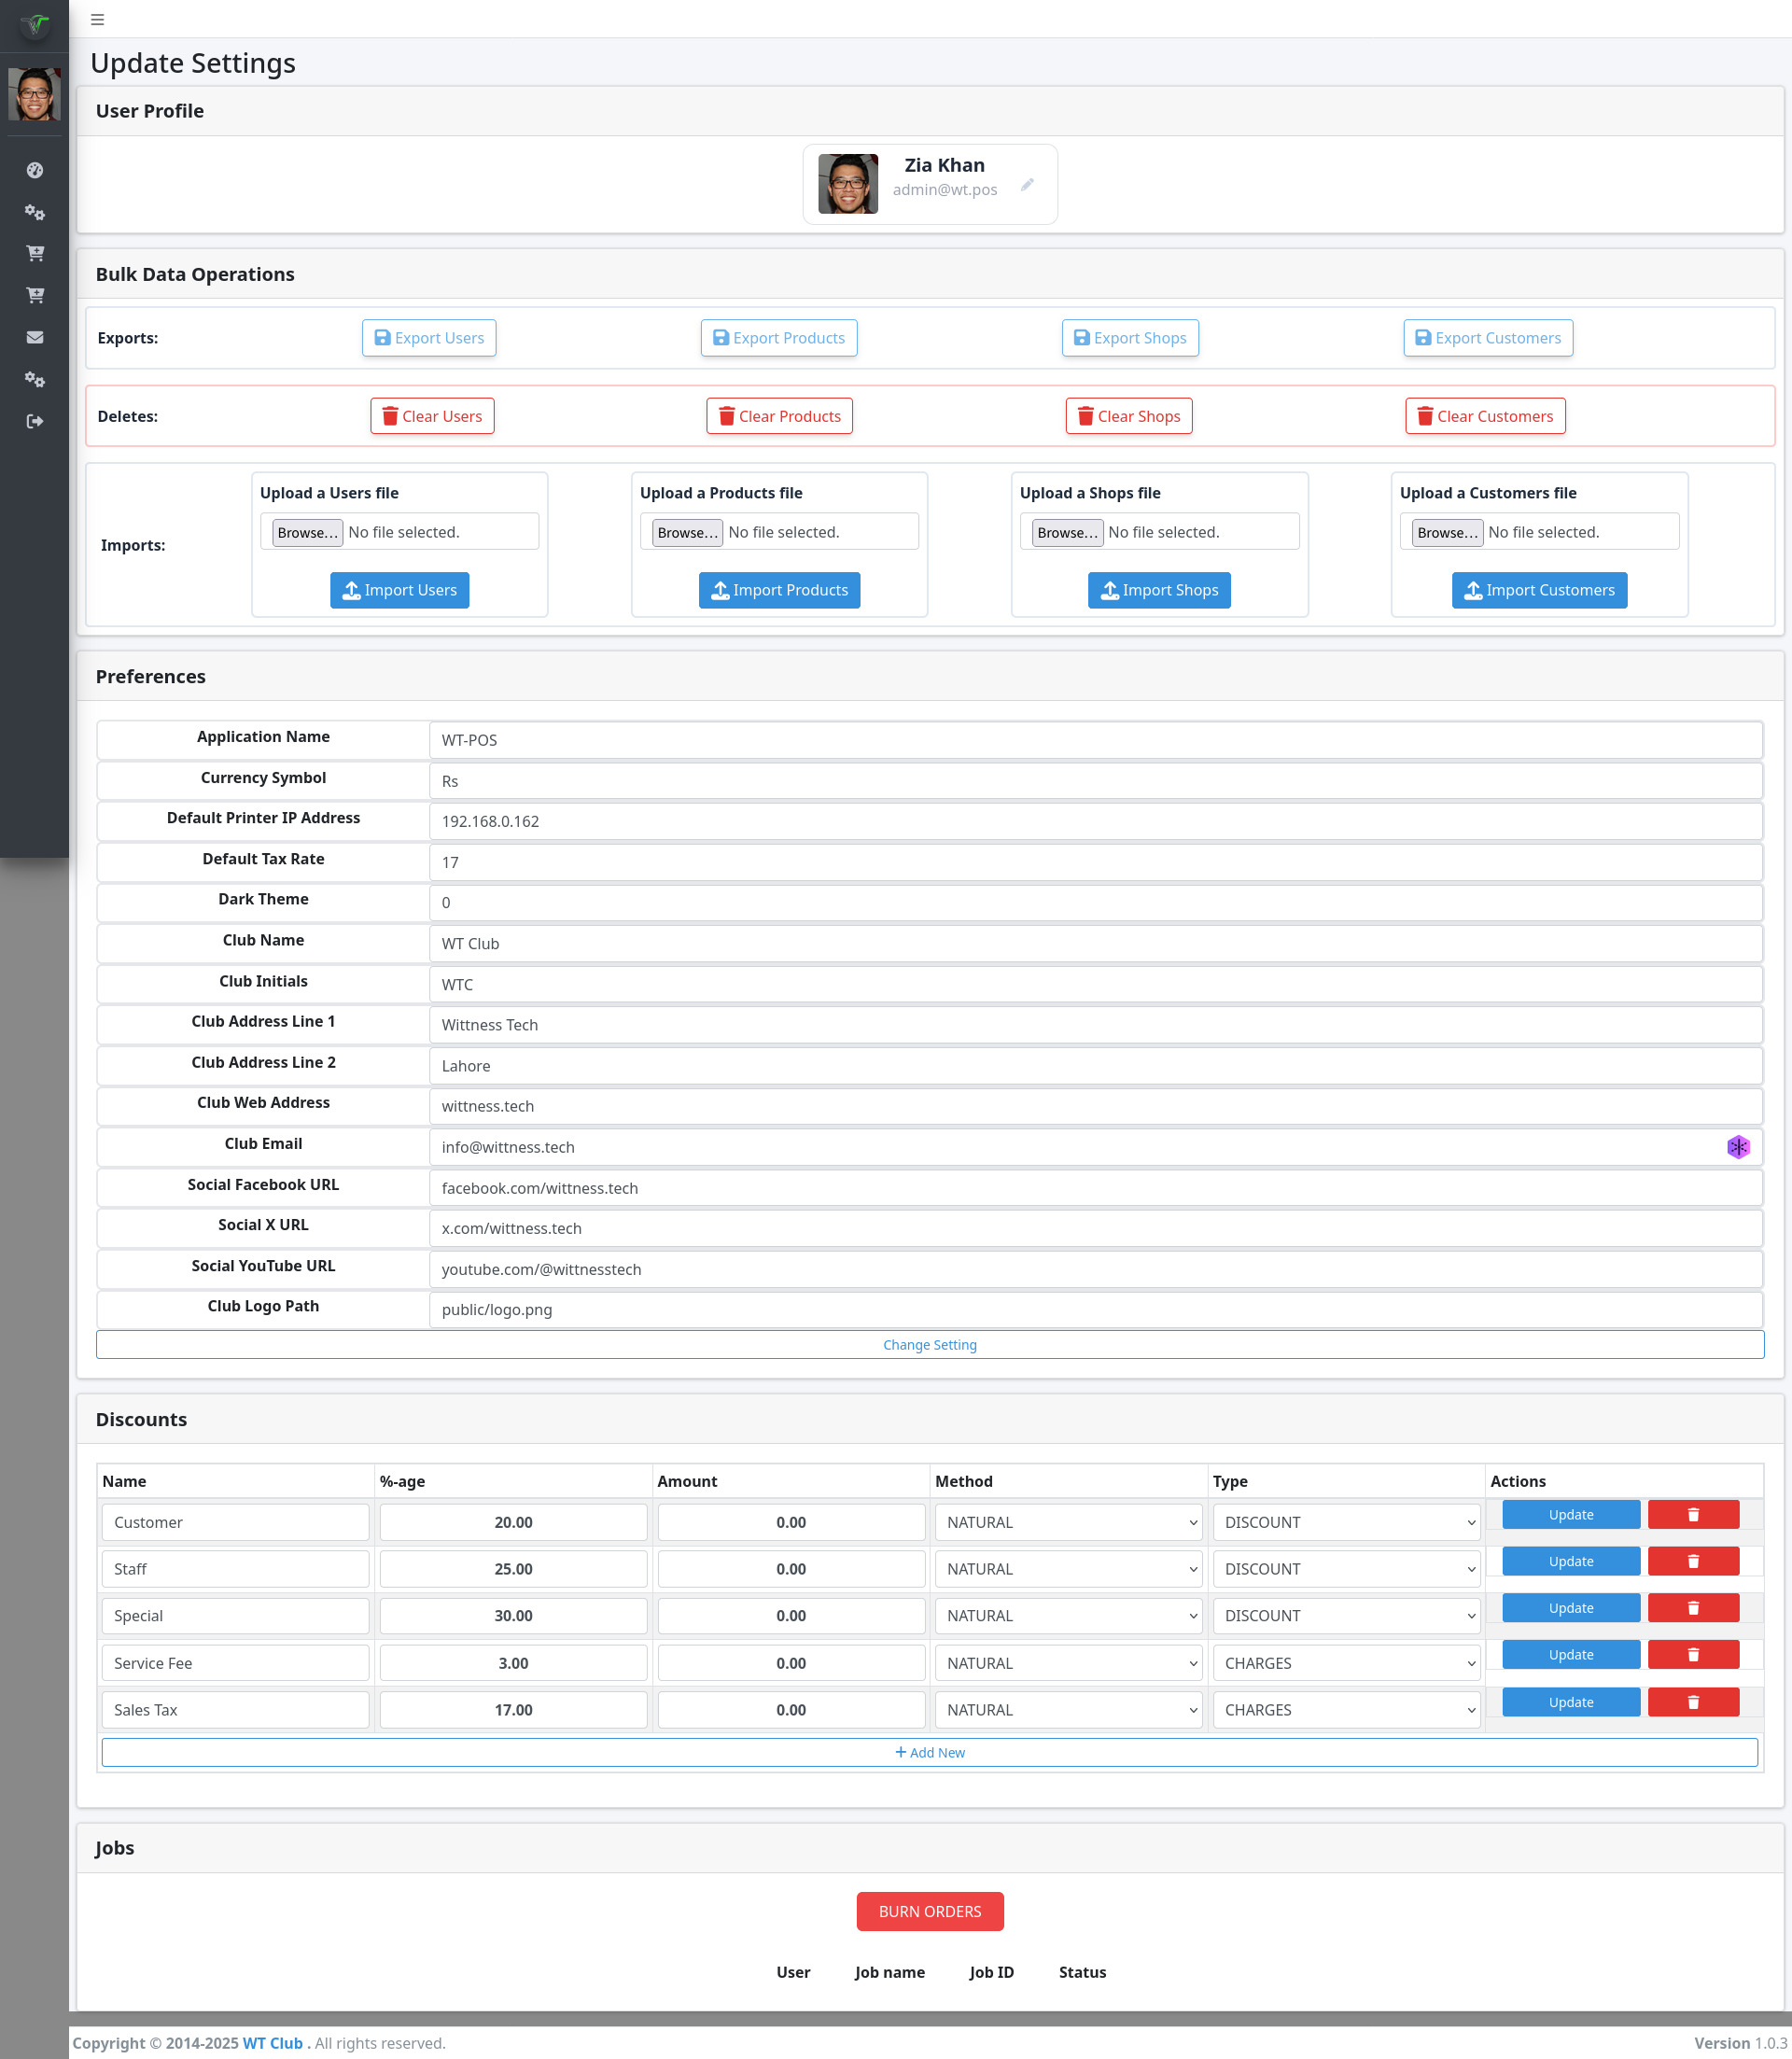 Update Settings
User Profile
Zia Khan
admin@wt.pos
Bulk Data Operations
Exports: Export Users Export Products Export Shops Export Customers
Deletes: Clear Users Clear Products Clear Shops Clear Customers
Imports:
Upload a Users file
Browse... No file selected.
Import Users
Upload a Products file
Browse... No file selected.
Import Products
Upload a Shops file
Browse... No file selected.
Import Shops
Upload a Customers file
Browse... No file selected.
Import Customers
Preferences
Application Name WT-POS
Currency Symbol Rs
Default Printer IP Address 192.168.0.162
Default Tax Rate 17
Dark Theme 0
Club Name WT Club
Club Initials WTC
Club Address Line 1 Wittness Tech
Club Address Line 2 Lahore
Club Web Address wittness.tech
Club Email info@wittness.tech
Social Facebook URL facebook.com/wittness.tech
Social X URL x.com/wittness.tech
Social YouTube URL youtube.com/@wittnesstech
Club Logo Path public/logo.png
Change Setting
Discounts
Name %-age Amount Method Type Actions
Customer 20.00 0.00 NATURAL DISCOUNT Update
Staff 25.00 0.00 NATURAL DISCOUNT Update
Special 30.00 0.00 NATURAL DISCOUNT Update
Service Fee 3.00 0.00 NATURAL CHARGES Update
Sales Tax 17.00 0.00 NATURAL CHARGES Update
+ Add New
Jobs
BURN ORDERS
User Job name Job ID Status
Copyright © 2014-2025 WT Club . All rights reserved. Version 1.0.3